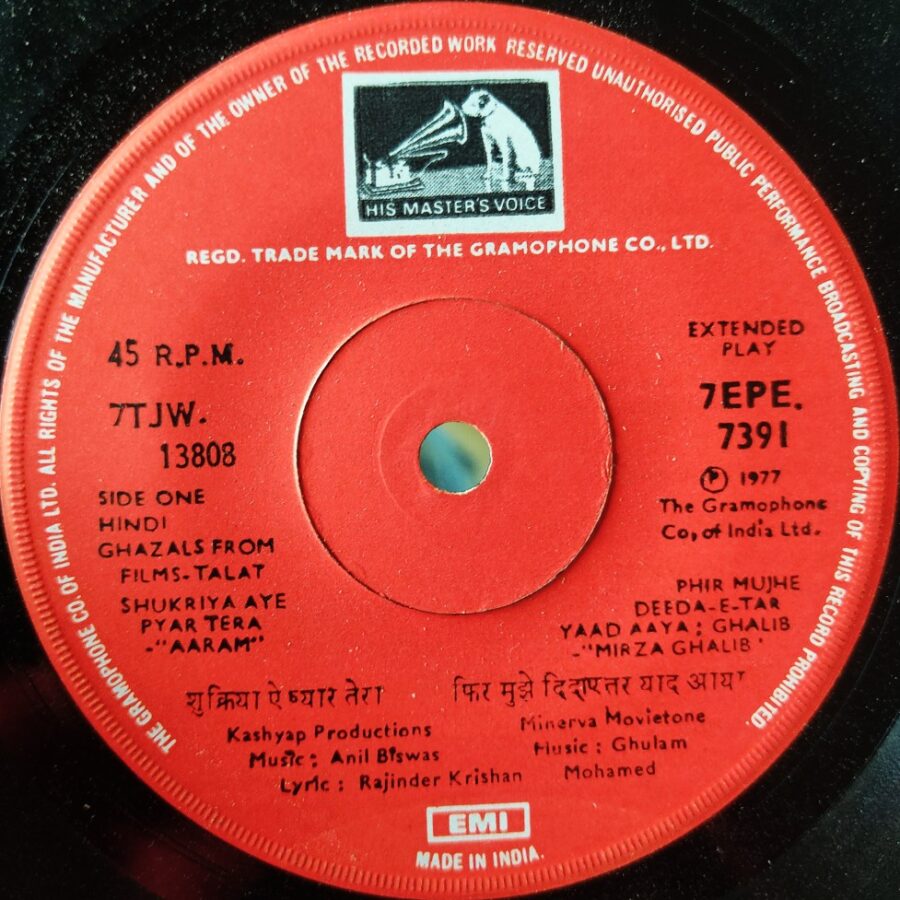 THE GRAMOPHONE CO. OF INDIA LTD. ALL RIGHTS OF THE MANUFACTURER AND OF THE OWNER OF THE RECORDED WORK RESERVED UNAUTHORISED PUBLIC PERFORMANCE BROADCASTING AND COPYING OF THIS RECORD PROHIBITED.
HIS MASTER'S VOICE
REGD. TRADE MARK OF THE GRAMOPHONE CO., LTD.
45 R.P.M.
7TJW.
13808
SIDE ONE
HINDI
GHAZALS FROM
FILMS-TALAT
SHUKRIYA AYE
PYAR TERA
-"AARAM"
EXTENDED
PLAY
7EPE.
7391
Ⓟ 1977
The Gramophone
Co, of India Ltd.
PHIR MUJHE
DEEDA-E-TAR
YAAD AAYA; GHALIB
-"MIRZA GHALIB'
शुक्रिया ऐ प्यार तेरा
Kashyap Productions
Music: Anil Biswas
Lyric: Rajinder Krishan
फिर मुझे दिदाएतर याद आया
Minerva Movietone
Music: Ghulam
Mohamed
EMI
MADE IN INDIA.